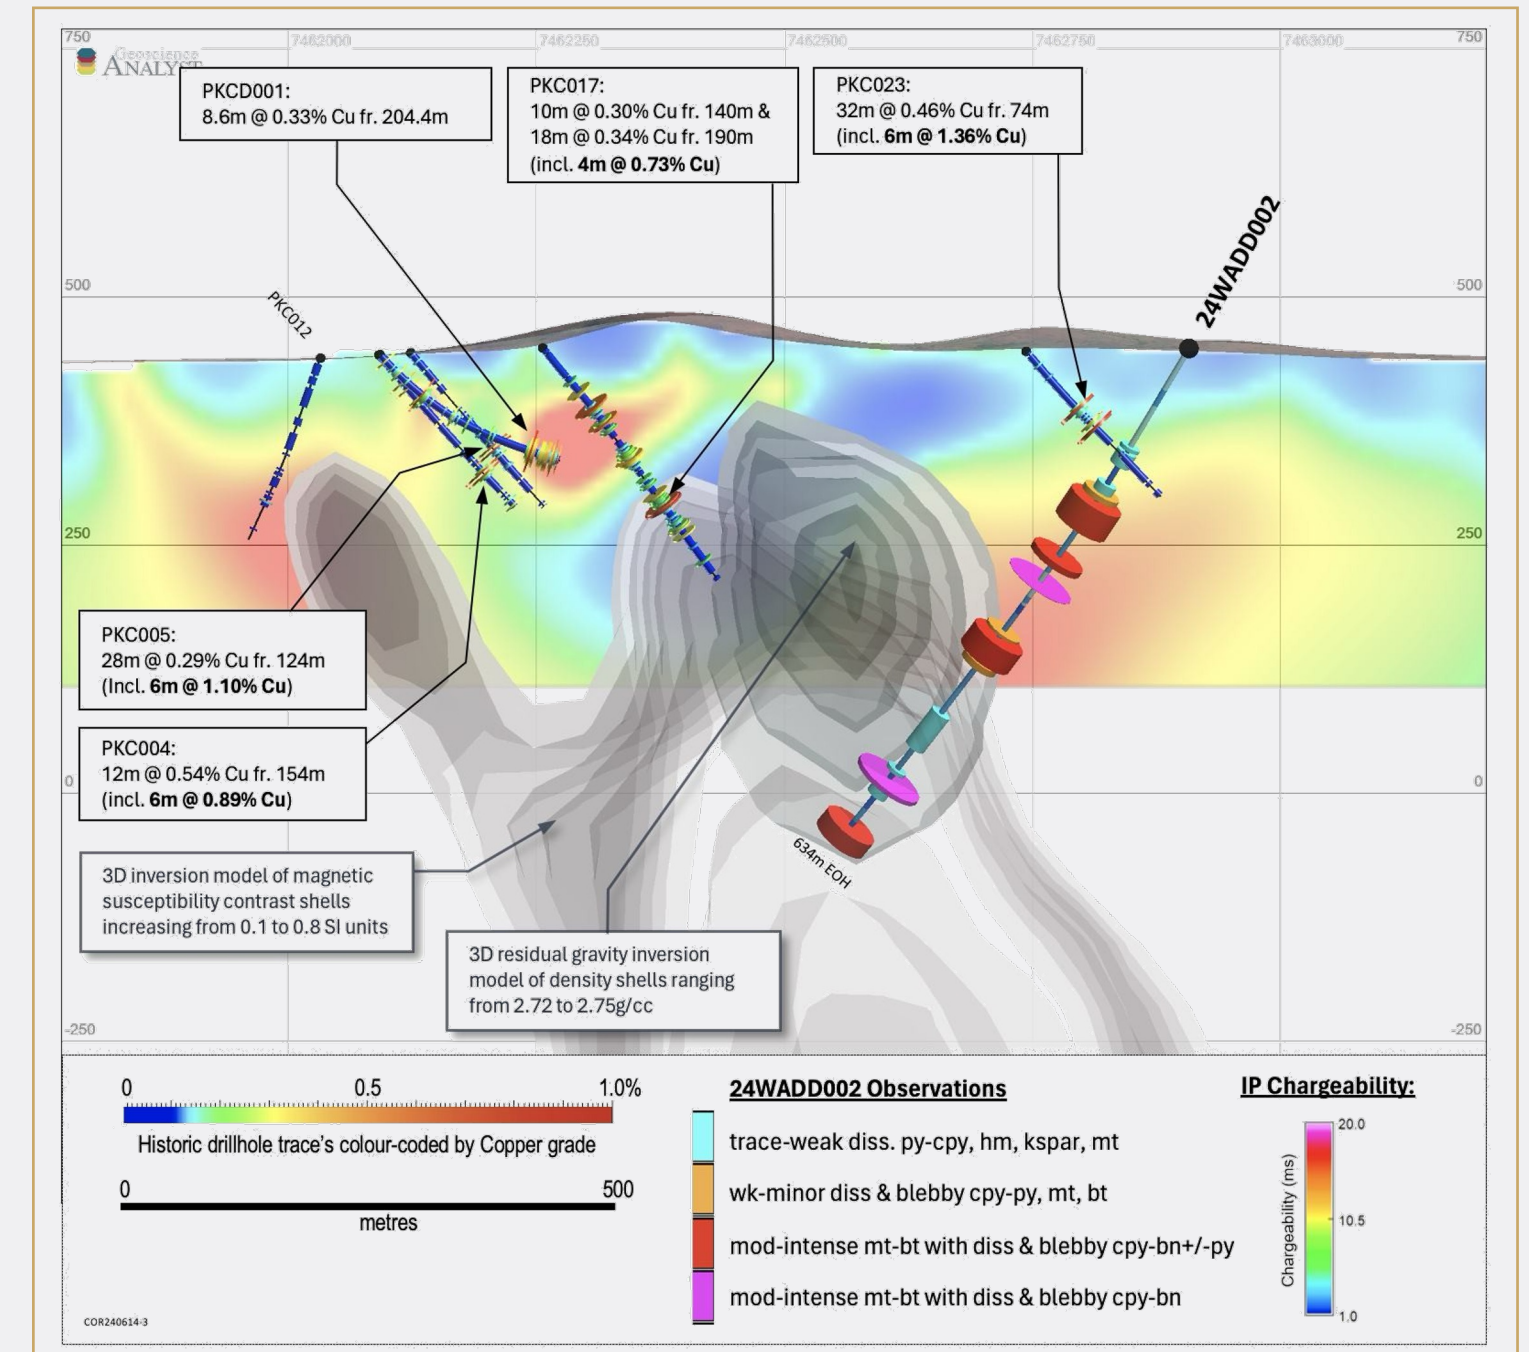 750
7462000
7462250
7462500
7462750
7463000
750
Geoscience
ANALYST
PKCD001:
8.6m @ 0.33% Cu fr. 204.4m
PKC017:
10m @ 0.30% Cu fr. 140m &
18m @ 0.34% Cu fr. 190m
(incl. 4m @ 0.73% Cu)
PKC023:
32m @ 0.46% Cu fr. 74m
(incl. 6m @ 1.36% Cu)
24WADD002
500
500
PKC012
250
250
PKC005:
28m @ 0.29% Cu fr. 124m
(Incl. 6m @ 1.10% Cu)
PKC004:
12m @ 0.54% Cu fr. 154m
(incl. 6m @ 0.89% Cu)
0
0
634m EOH
3D inversion model of magnetic
susceptibility contrast shells
increasing from 0.1 to 0.8 SI units
3D residual gravity inversion
model of density shells ranging
from 2.72 to 2.75g/cc
-250
-250
0 0.5 1.0%
Historic drillhole trace's colour-coded by Copper grade
0 500
metres
COR240614-3
24WADD002 Observations
trace-weak diss. py-cpy, hm, kspar, mt
wk-minor diss & blebby cpy-py, mt, bt
mod-intense mt-bt with diss & blebby cpy-bn+/-py
mod-intense mt-bt with diss & blebby cpy-bn
IP Chargeability:
Chargeability (ms)
20.0
10.5
1.0